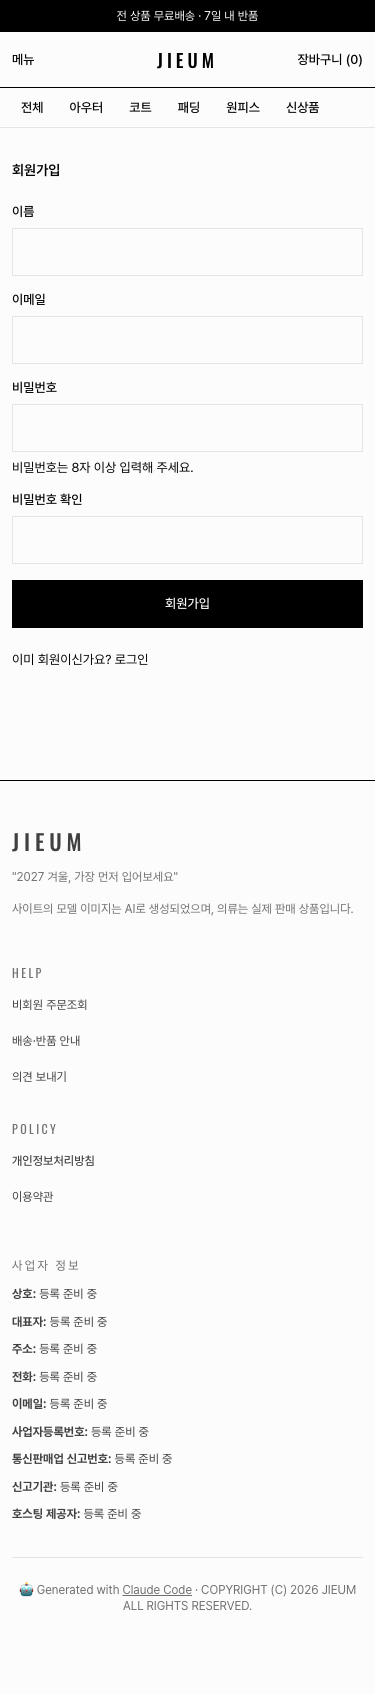 전 상품 무료배송 · 7일 내 반품
메뉴
JIEUM
장바구니 (0)
전체 아우터 코트 패딩 원피스 신상품
회원가입
이름
이메일
비밀번호
비밀번호는 8자 이상 입력해 주세요.
비밀번호 확인
회원가입
이미 회원이신가요? 로그인
JIEUM
"2027 겨울, 가장 먼저 입어보세요"
사이트의 모델 이미지는 AI로 생성되었으며, 의류는 실제 판매 상품입니다.
HELP
비회원 주문조회
배송·반품 안내
의견 보내기
POLICY
개인정보처리방침
이용약관
사업자 정보
상호: 등록 준비 중
대표자: 등록 준비 중
주소: 등록 준비 중
전화: 등록 준비 중
이메일: 등록 준비 중
사업자등록번호: 등록 준비 중
통신판매업 신고번호: 등록 준비 중
신고기관: 등록 준비 중
호스팅 제공자: 등록 준비 중
🤖 Generated with Claude Code · COPYRIGHT (C) 2026 JIEUM
ALL RIGHTS RESERVED.